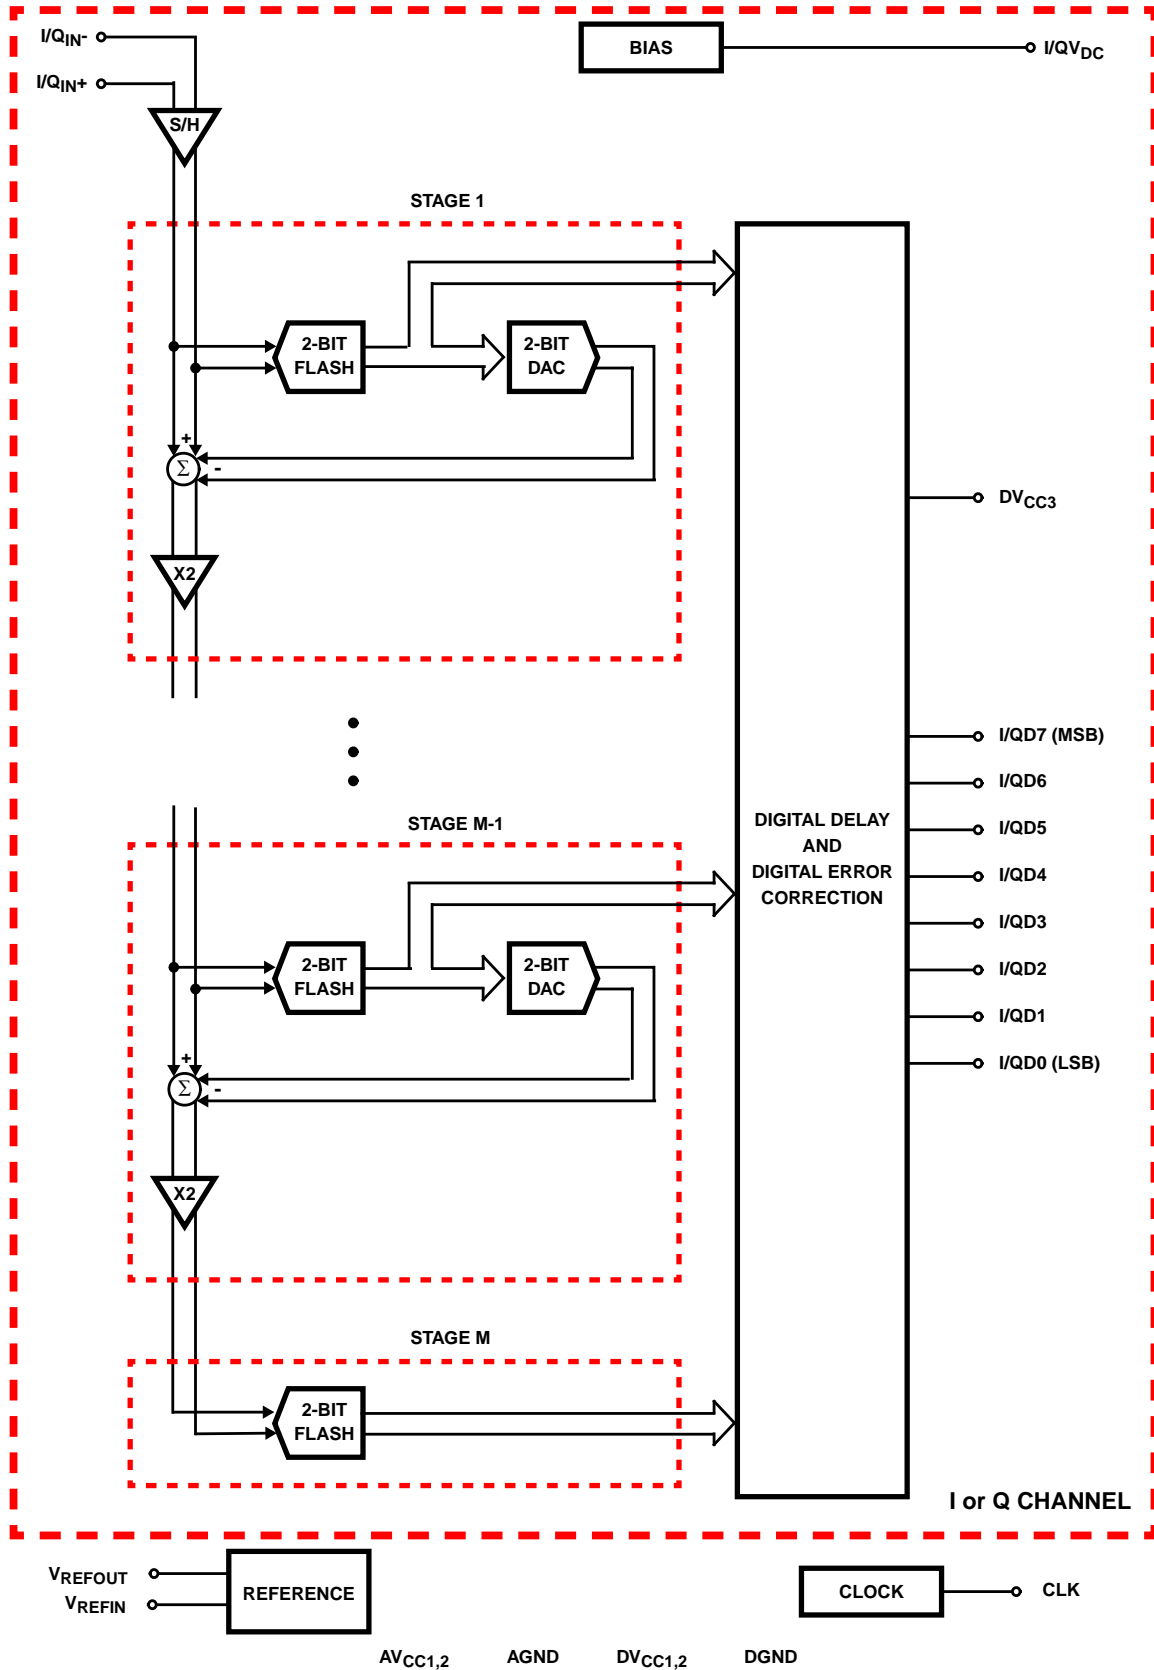 I/QIN-
BIAS
I/QVDC
I/QIN+
S/H
STAGE 1
2-BIT
FLASH
2-BIT
DAC
+
Σ
-
DVCC3
X2
I/QD7 (MSB)
I/QD6
STAGE M-1
DIGITAL DELAY
AND
DIGITAL ERROR
CORRECTION
I/QD5
I/QD4
I/QD3
2-BIT
FLASH
2-BIT
DAC
I/QD2
I/QD1
I/QD0 (LSB)
+
Σ
-
X2
STAGE M
2-BIT
FLASH
I or Q CHANNEL
VREFOUT
VREFIN
REFERENCE
CLOCK
CLK
AVCC1,2 AGND DVCC1,2 DGND